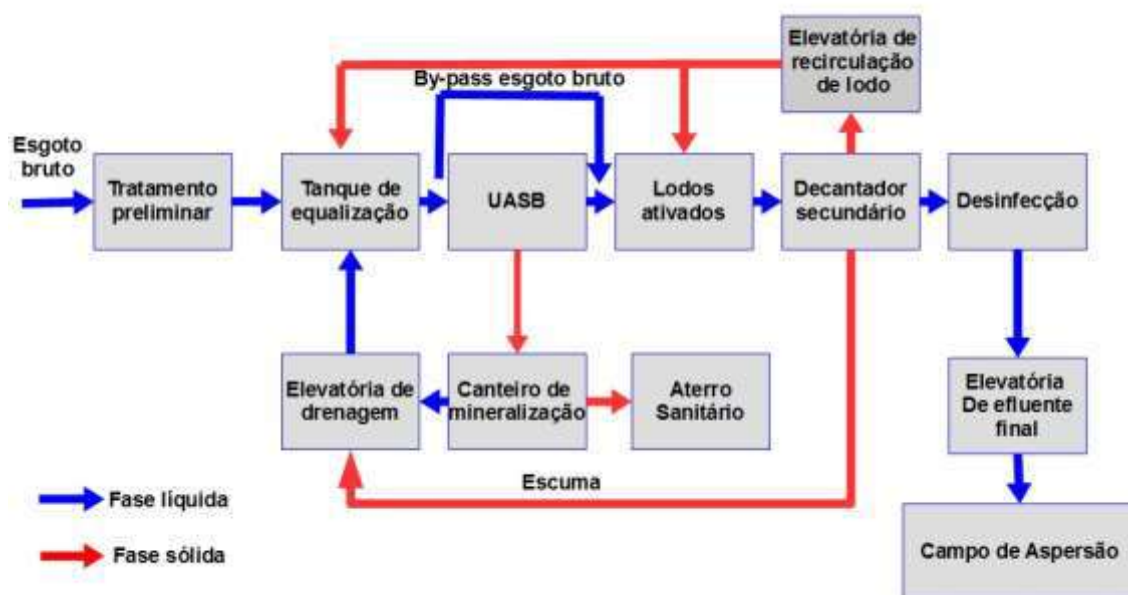 Elevatória de
recirculação
de lodo
By-pass esgoto bruto
Esgoto
bruto
Tratamento
preliminar
Tanque de
equalização
UASB
Lodos
ativados
Decantador
secundário
Desinfecção
Elevatória de
drenagem
Canteiro de
mineralização
Aterro
Sanitário
Elevatória
De efluente
final
Escuma
Fase líquida
Fase sólida
Campo de Aspersão